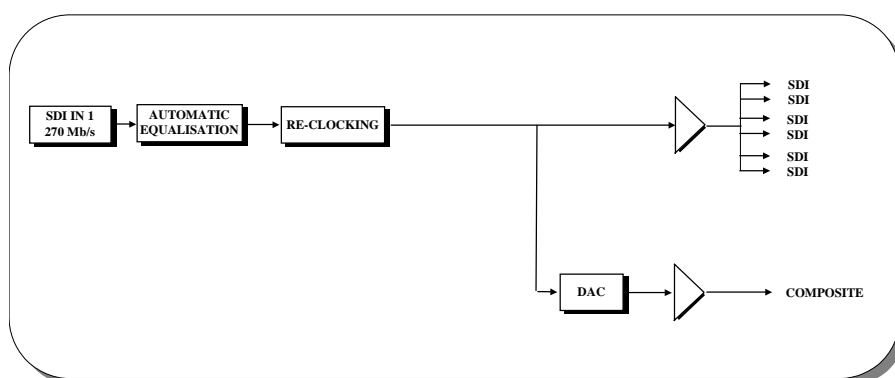 SDI IN 1
270 Mb/s
AUTOMATIC
EQUALISATION
RE-CLOCKING
SDI
SDI
SDI
SDI
SDI
SDI
DAC
COMPOSITE